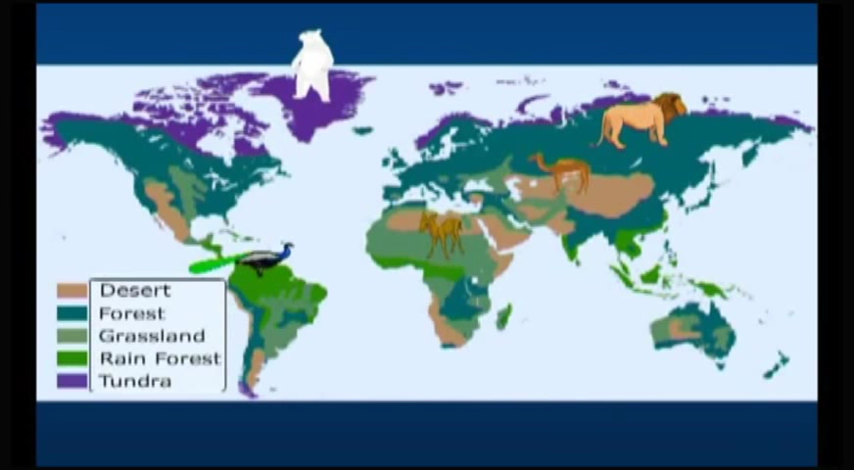 Desert
Forest
Grassland
Rain Forest
Tundra